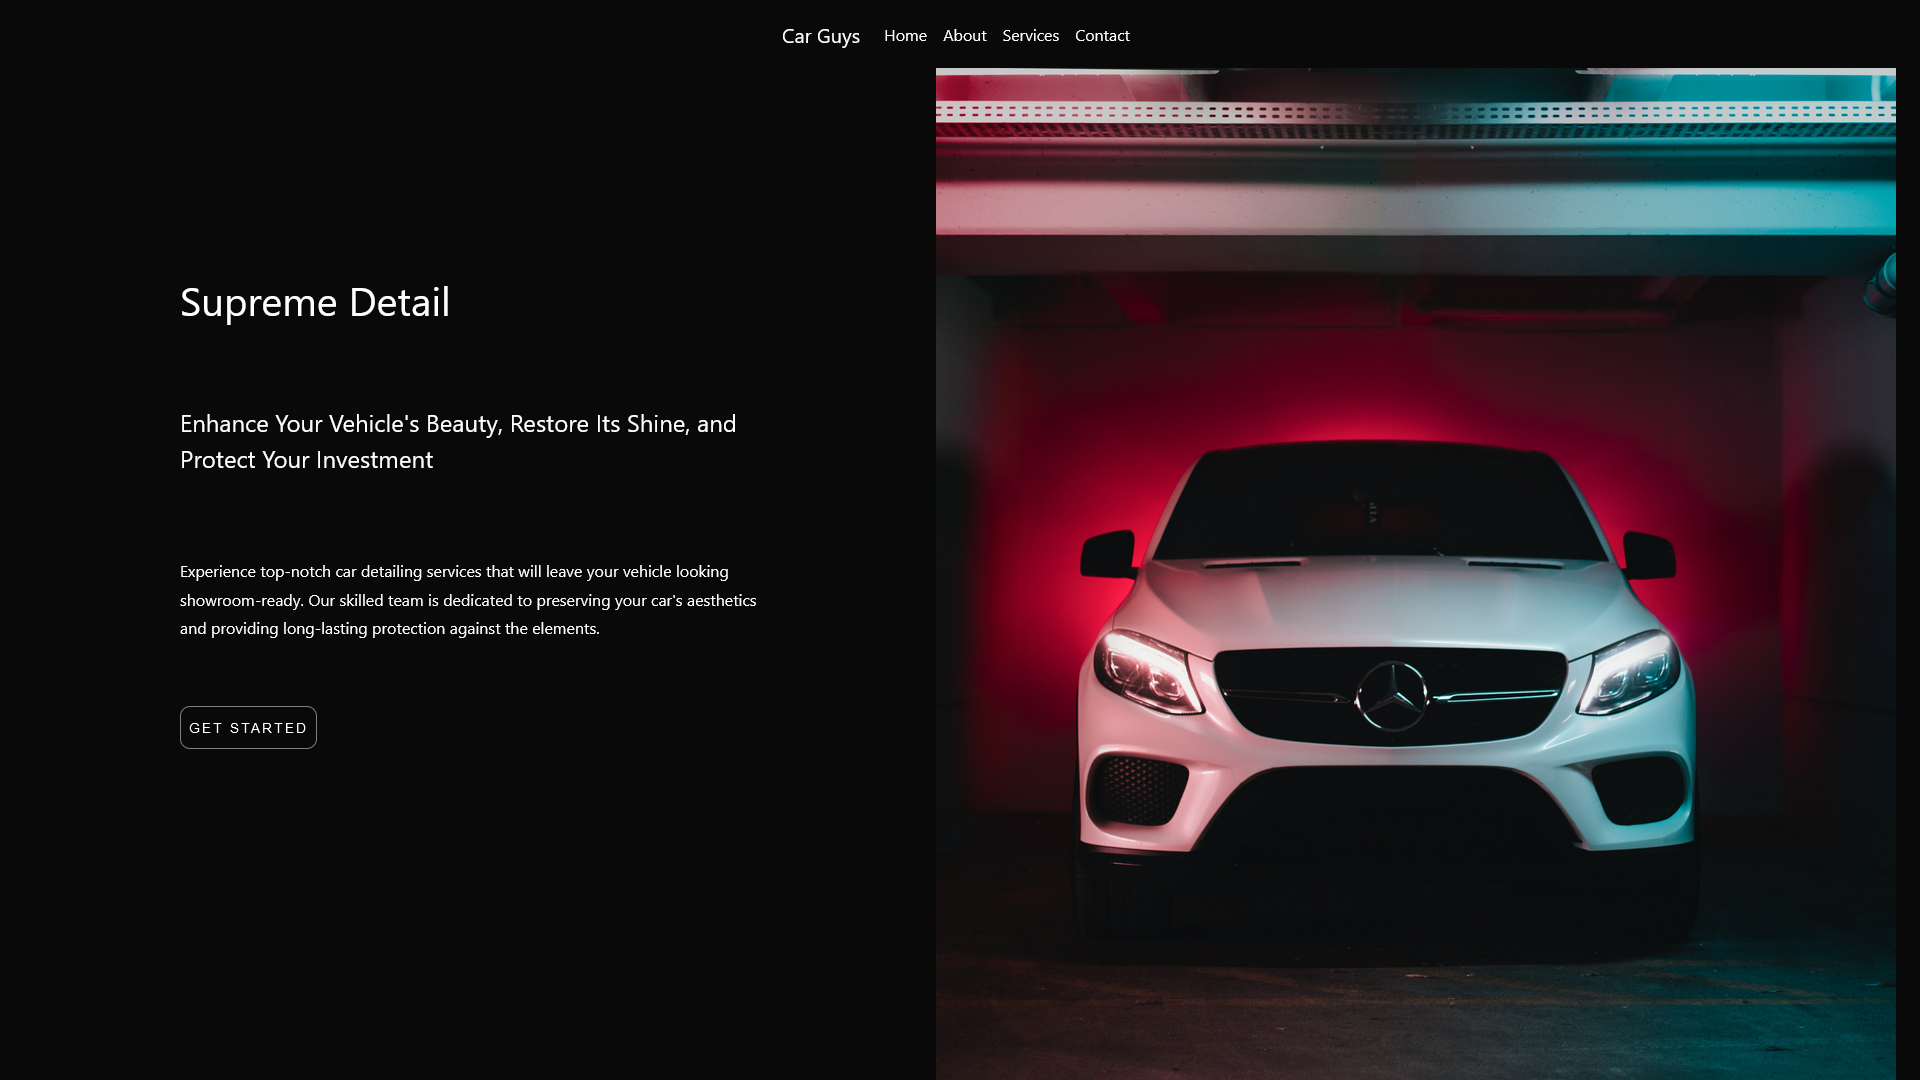 Car Guys Home About Services Contact
Supreme Detail
Enhance Your Vehicle's Beauty, Restore Its Shine, and
Protect Your Investment
Experience top-notch car detailing services that will leave your vehicle looking
showroom-ready. Our skilled team is dedicated to preserving your car's aesthetics
and providing long-lasting protection against the elements.
GET STARTED
VIP